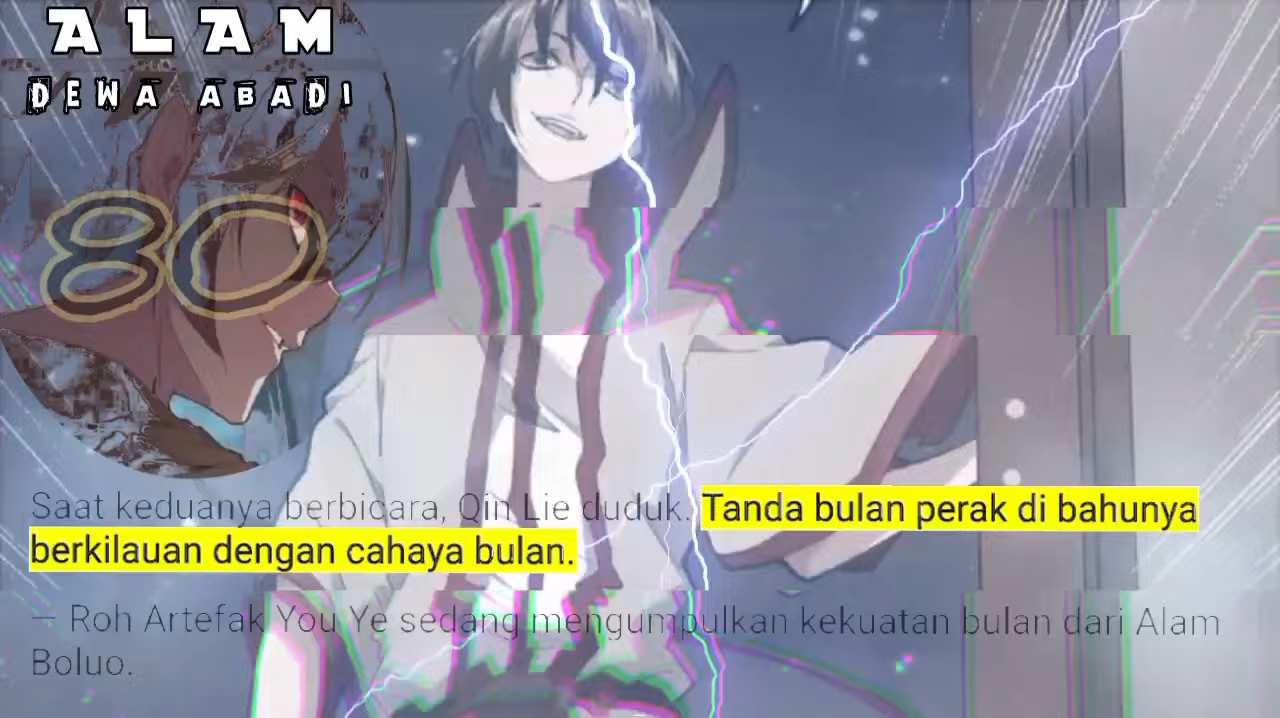 ALAM
DEWA ABADI
80
Saat keduanya berbicara, Qin Lie duduk. Tanda bulan perak di bahunya
berkilauan dengan cahaya bulan.
— Roh Artefak You Ye sedang mengumpulkan kekuatan bulan dari Alam
Boluo.